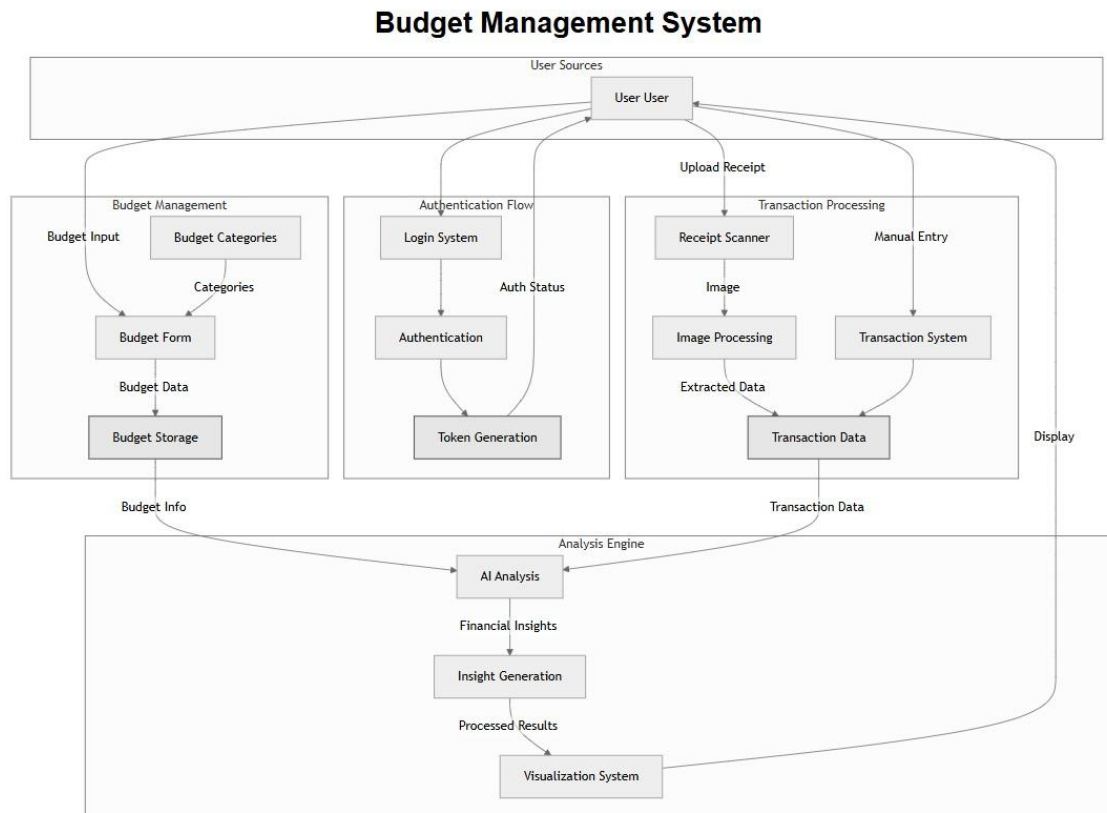 Budget Management System
User Sources
User User
Upload Receipt
Budget Management
Authentication Flow
Transaction Processing
Budget Input
Budget Categories
Login System
Receipt Scanner
Manual Entry
Categories
Auth Status
Image
Budget Form
Authentication
Image Processing
Transaction System
Budget Data
Extracted Data
Budget Storage
Token Generation
Transaction Data
Display
Budget Info
Transaction Data
Analysis Engine
AI Analysis
Financial Insights
Insight Generation
Processed Results
Visualization System